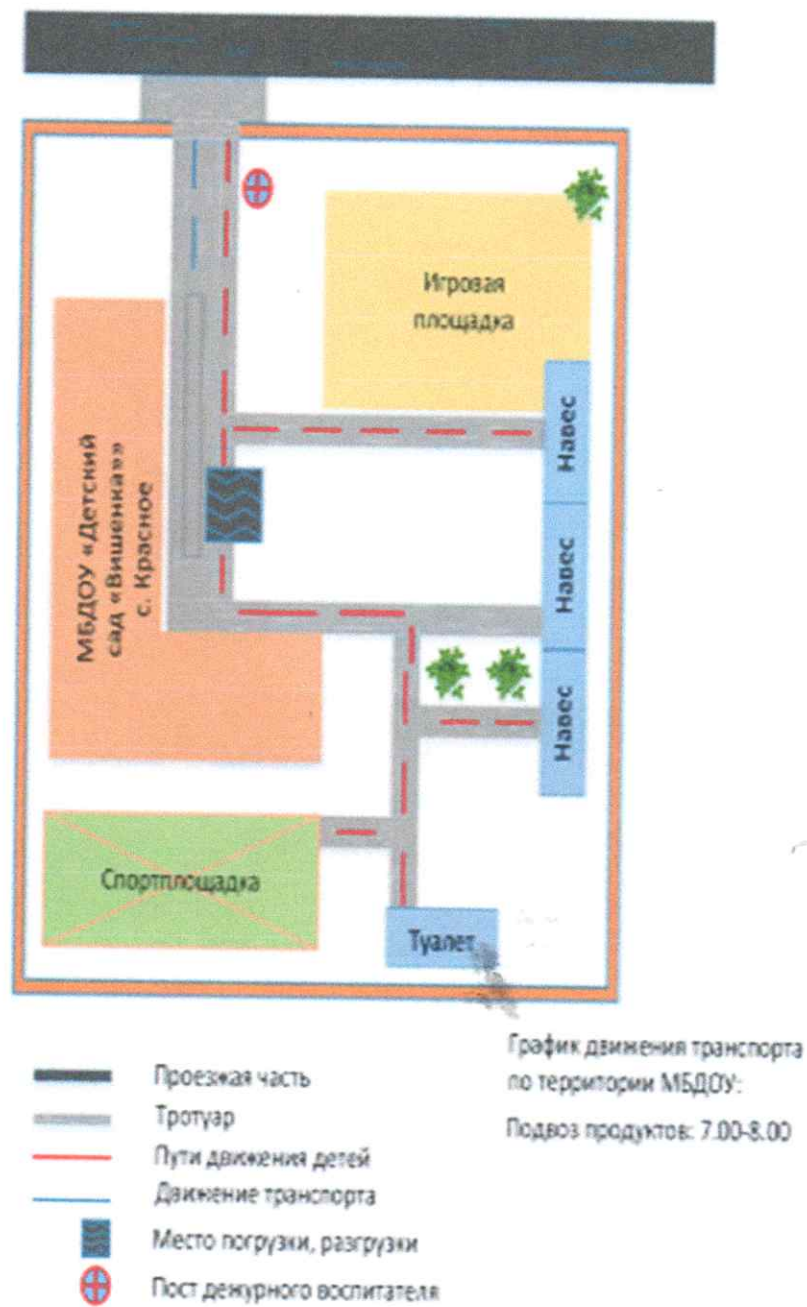 Игровая
площадка
Навес
МБДОУ «Детский
сад «Вишенка»»
с. Красное
Навес
Навес
Спортплощадка
Туалет
Проезжая часть
Тротуар
Пути движения детей
Движение транспорта
Место погрузки, разгрузки
Пост дежурного воспитателя
График движения транспорта
по территории МБДОУ:
Подвоз продуктов: 7.00-8.00